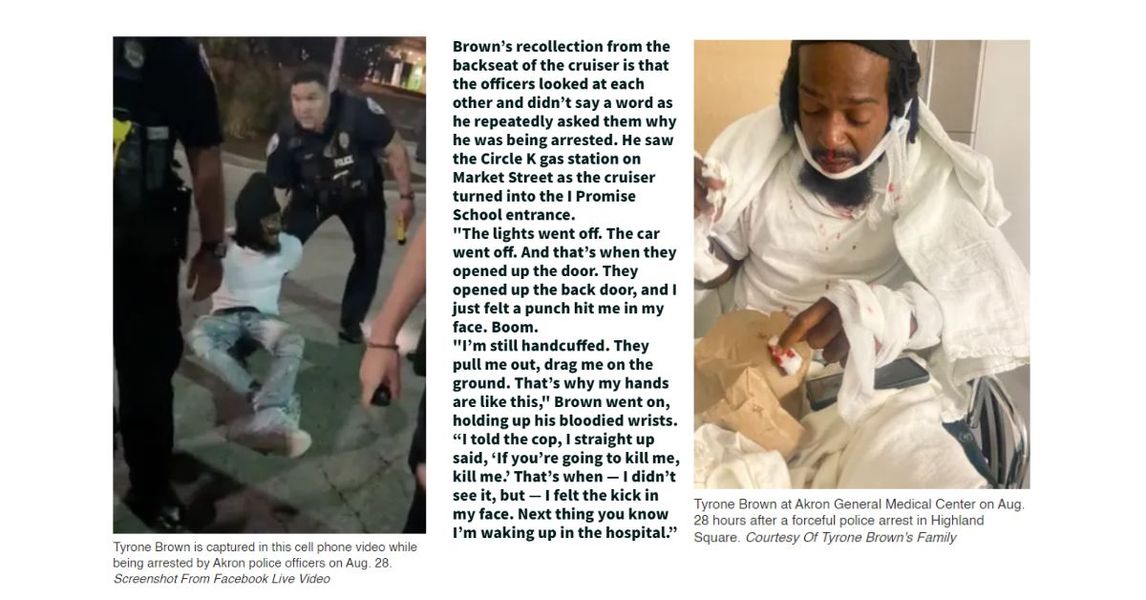 POLICE
Tyrone Brown is captured in this cell phone video while
being arrested by Akron police officers on Aug. 28.
Screenshot From Facebook Live Video
Brown’s recollection from the
backseat of the cruiser is that
the officers looked at each
other and didn’t say a word as
he repeatedly asked them why
he was being arrested. He saw
the Circle K gas station on
Market Street as the cruiser
turned into the I Promise
School entrance.
"The lights went off. The car
went off. And that’s when they
opened up the door. They
opened up the back door, and I
just felt a punch hit me in my
face. Boom.
"I’m still handcuffed. They
pull me out, drag me on the
ground. That’s why my hands
are like this," Brown went on,
holding up his bloodied wrists.
“I told the cop, I straight up
said, ‘If you’re going to kill me,
kill me.’ That’s when — I didn’t
see it, but — I felt the kick in
my face. Next thing you know
I’m waking up in the hospital.”
Tyrone Brown at Akron General Medical Center on Aug.
28 hours after a forceful police arrest in Highland
Square. Courtesy Of Tyrone Brown’s Family